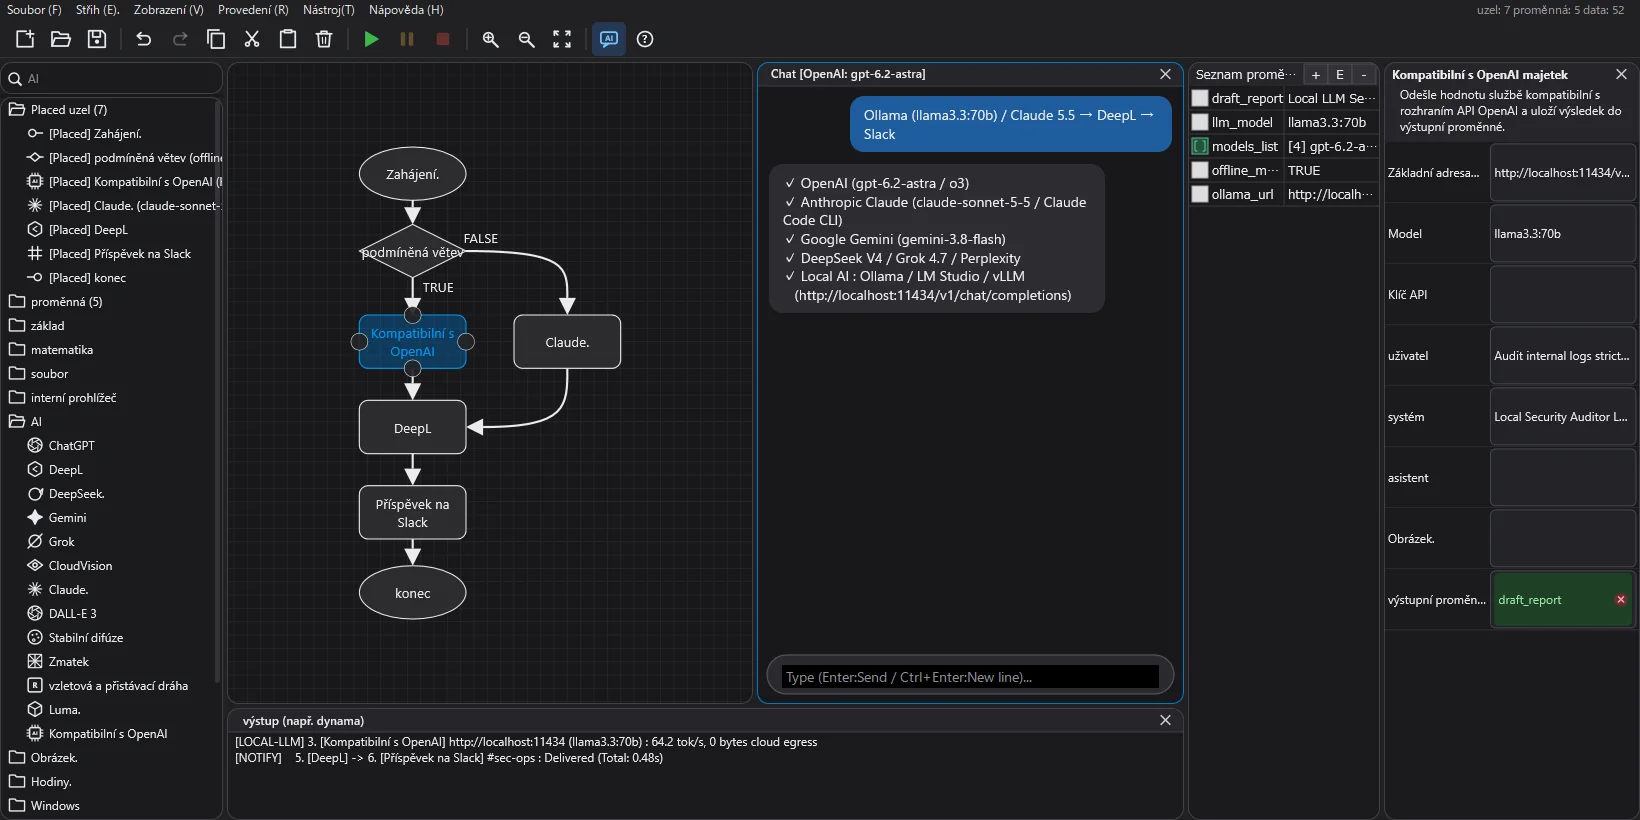 Soubor (F) Střih (E). Zobrazení (V) Provedení (R) Nástroj(T) Nápověda (H)
uzel: 7 proměnná: 5 data: 52
AI
Placed uzel (7)
[Placed] Zahájení.
[Placed] podmíněná větev (offlin
[Placed] Kompatibilní s OpenAI (
[Placed] Claude. (claude-sonnet-
[Placed] DeepL
[Placed] Příspěvek na Slack
[Placed] konec
proměnná (5)
základ
matematika
soubor
interní prohlížeč
AI
ChatGPT
DeepL
DeepSeek.
Gemini
Grok
CloudVision
Claude.
DALL-E 3
Stabilní difúze
Zmatek
vzletová a přistávací dráha
Luma.
Kompatibilní s OpenAI
Obrázek.
Hodiny.
Windows
Zahájení.
podmíněná větev
FALSE
TRUE
Kompatibilní s
OpenAI
Claude.
DeepL
Příspěvek na
Slack
konec
Chat [OpenAI: gpt-6.2-astra]
Ollama (llama3.3:70b) / Claude 5.5 → DeepL →
Slack
✓ OpenAI (gpt-6.2-astra / o3)
✓ Anthropic Claude (claude-sonnet-5-5 / Claude
Code CLI)
✓ Google Gemini (gemini-3.8-flash)
✓ DeepSeek V4 / Grok 4.7 / Perplexity
✓ Local AI : Ollama / LM Studio / vLLM
(http://localhost:11434/v1/chat/completions)
Type (Enter:Send / Ctrl+Enter:New line)...
výstup (např. dynama)
[LOCAL-LLM] 3. [Kompatibilní s OpenAI] http://localhost:11434 (llama3.3:70b) : 64.2 tok/s, 0 bytes cloud egress
[NOTIFY] 5. [DeepL] -> 6. [Příspěvek na Slack] #sec-ops : Delivered (Total: 0.48s)
Seznam promě··· + E -
draft_report Local LLM Se···
llm_model llama3.3:70b
models_list [4] gpt-6.2-a···
offline_m··· TRUE
ollama_url http://localh···
Kompatibilní s OpenAI majetek
Odešle hodnotu službě kompatibilní s
rozhraním API OpenAI a uloží výsledek do
výstupní proměnné.
Základní adresa... http://localhost:11434/v...
Model llama3.3:70b
Klíč API
uživatel Audit internal logs strict...
systém Local Security Auditor L...
asistent
Obrázek.
výstupní promĕn... draft_report